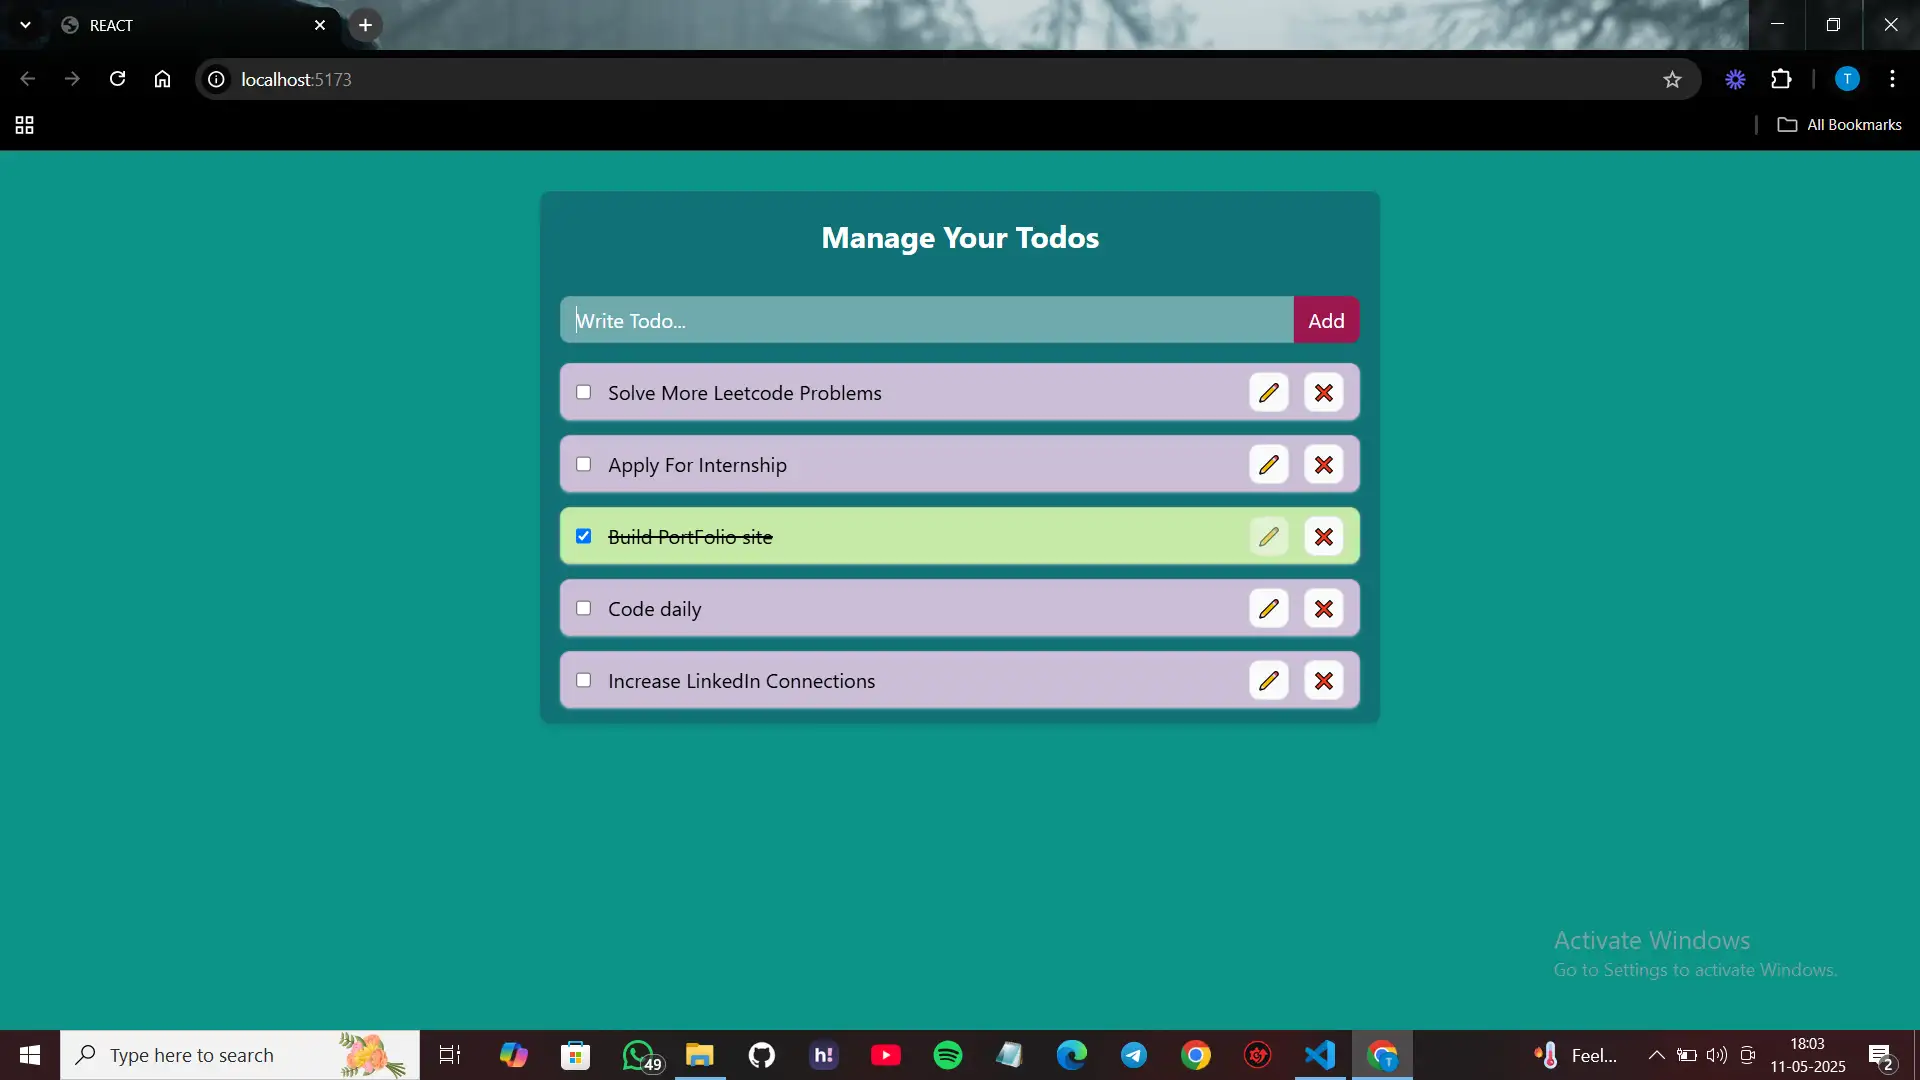 REACT
localhost:5173
T
All Bookmarks
Manage Your Todos
Write Todo...
Add
Solve More Leetcode Problems
Apply For Internship
Build PortFolio site
Code daily
Increase LinkedIn Connections
Activate Windows
Go to Settings to activate Windows.
Type here to search
49
h!
T
Feel...
18:03
11-05-2025
2